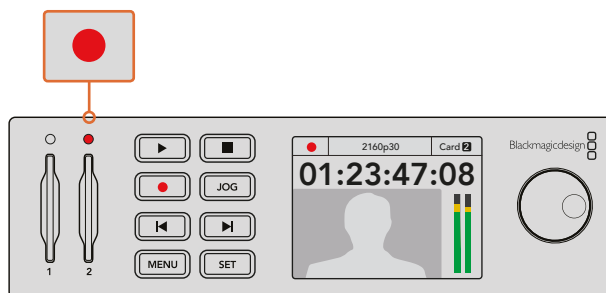 2160p30 Card 2
01:23:47:08
Blackmagicdesign
JOG
MENU SET
1 2